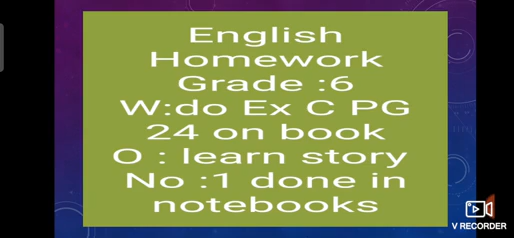 English
Homework
Grade :6
W:do Ex C PG
24 on book
O : learn story
No :1 done in
notebooks
V RECORDER